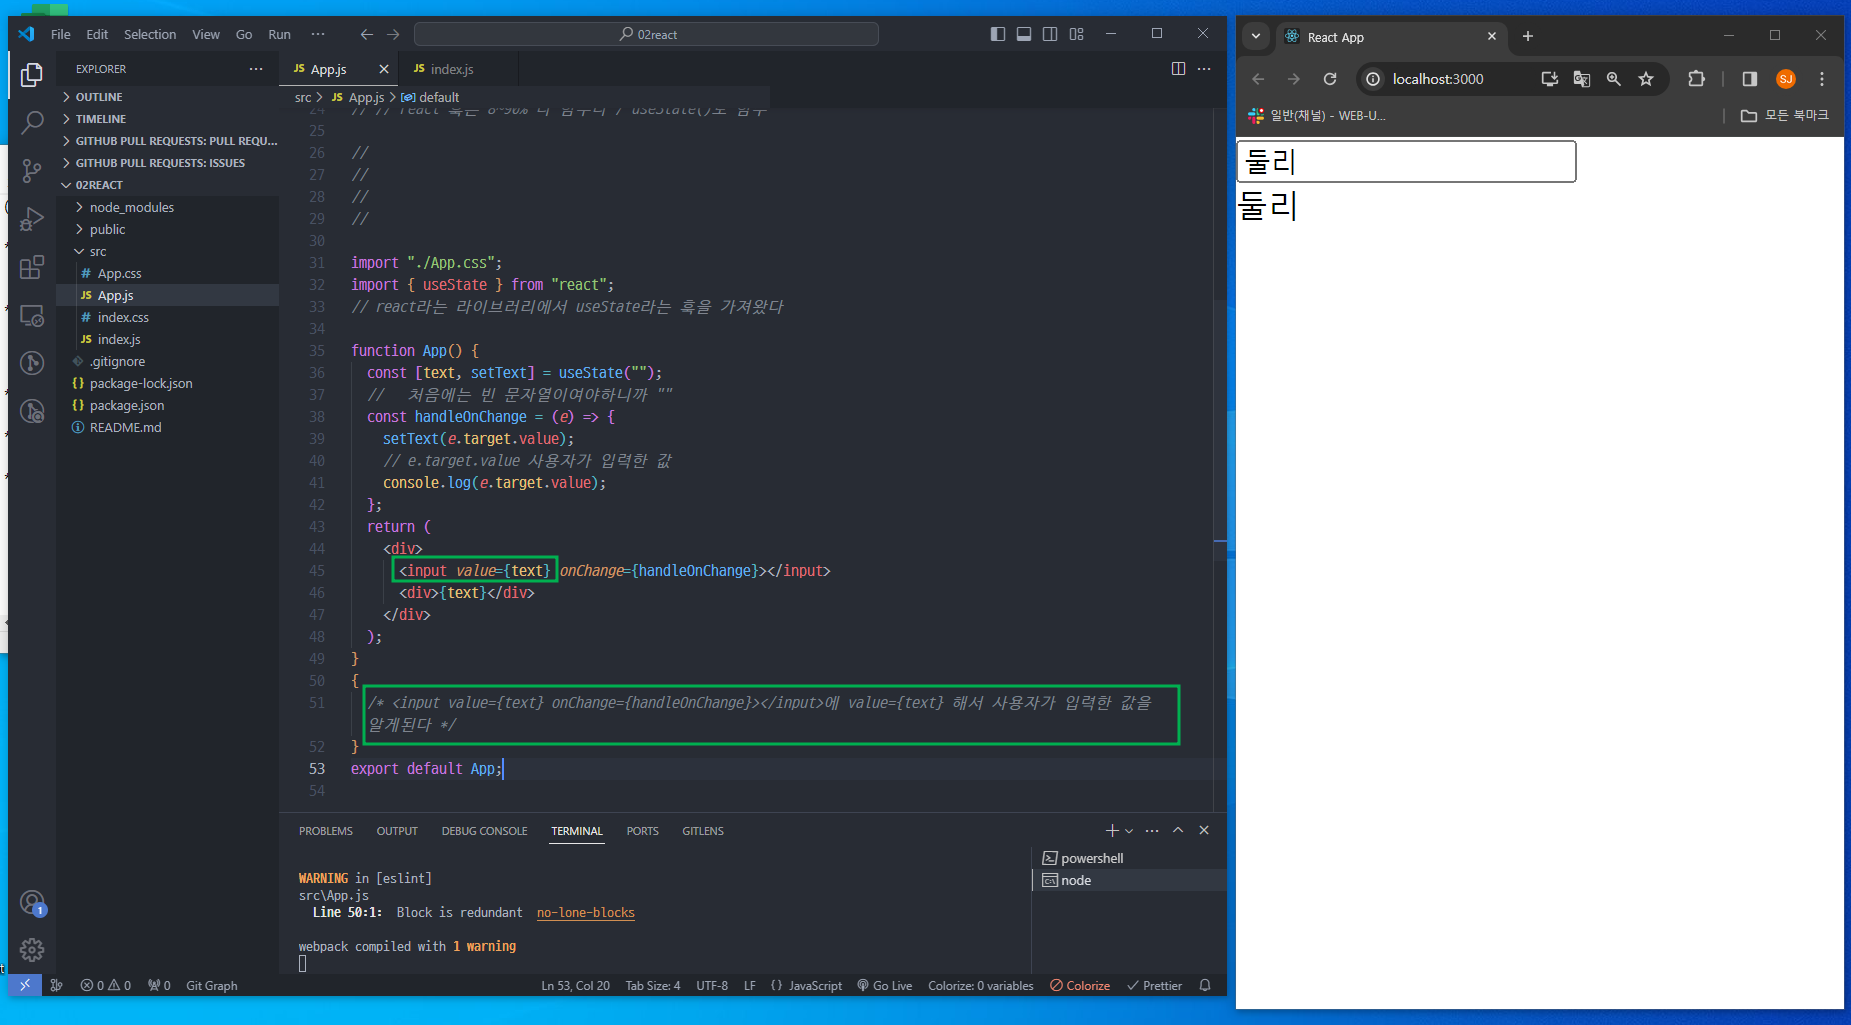 File Edit Selection View Go Run ··· 02react
EXPLORER ···
OUTLINE
TIMELINE
GITHUB PULL REQUESTS: PULL REQU...
GITHUB PULL REQUESTS: ISSUES
02REACT
node_modules
public
src
# App.css
JS App.js
# index.css
JS index.js
.gitignore
{} package-lock.json
{} package.json
README.md
JS App.js JS index.js ···
src > JS App.js > default
25
26 //
27 //
28 //
29 //
30
31 import "./App.css";
32 import { useState } from "react";
33 // react라는 라이브러리에서 useState라는 훅을 가져왔다
34
35 function App() {
36 const [text, setText] = useState("");
37 // 처음에는 빈 문자열이여야하니까 ""
38 const handleOnChange = (e) => {
39 setText(e.target.value);
40 // e.target.value 사용자가 입력한 값
41 console.log(e.target.value);
42 };
43 return (
44 <div>
45 <input value={text} onChange={handleOnChange}></input>
46 <div>{text}</div>
47 </div>
48 );
49 }
50 {
51 /* <input value={text} onChange={handleOnChange}></input>에 value={text} 해서 사용자가 입력한 값을
알게된다 */
52 }
53 export default App;
54
PROBLEMS OUTPUT DEBUG CONSOLE TERMINAL PORTS GITLENS
WARNING in [eslint]
src\App.js
Line 50:1: Block is redundant no-lone-blocks
webpack compiled with 1 warning
powershell
node
1
0 0 0 Git Graph Ln 53, Col 20 Tab Size: 4 UTF-8 LF {} JavaScript Go Live Colorize: 0 variables Colorize Prettier
React App
localhost:3000 SJ
일반(채널) - WEB-U... 모든 북마크
둘리
둘리